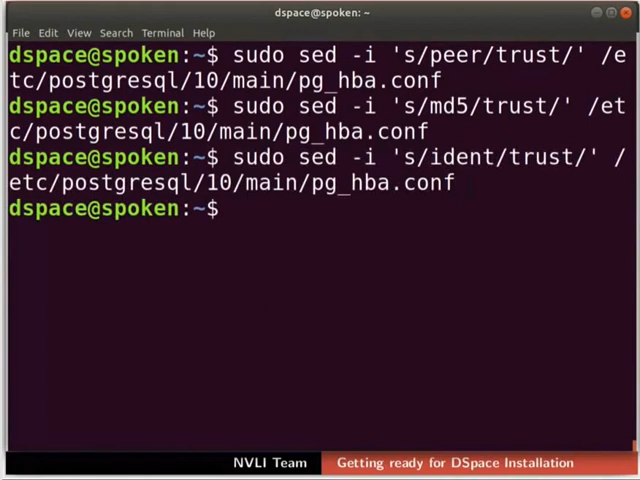 dspace@spoken: ~
File Edit View Search Terminal Help
dspace@spoken:~$ sudo sed -i 's/peer/trust/' /e
tc/postgresql/10/main/pg_hba.conf
dspace@spoken:~$ sudo sed -i 's/md5/trust/' /et
c/postgresql/10/main/pg_hba.conf
dspace@spoken:~$ sudo sed -i 's/ident/trust/' /
etc/postgresql/10/main/pg_hba.conf
dspace@spoken:~$
NVLI Team Getting ready for DSpace Installation